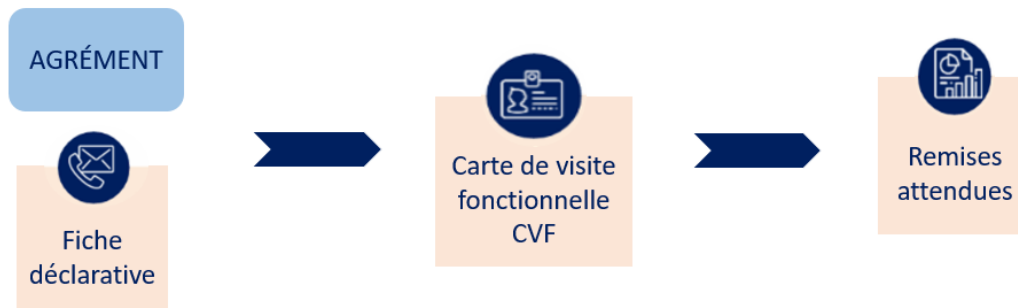 AGRÉMENT
Fiche
déclarative
Carte de visite
fonctionnelle
CVF
Remises
attendues